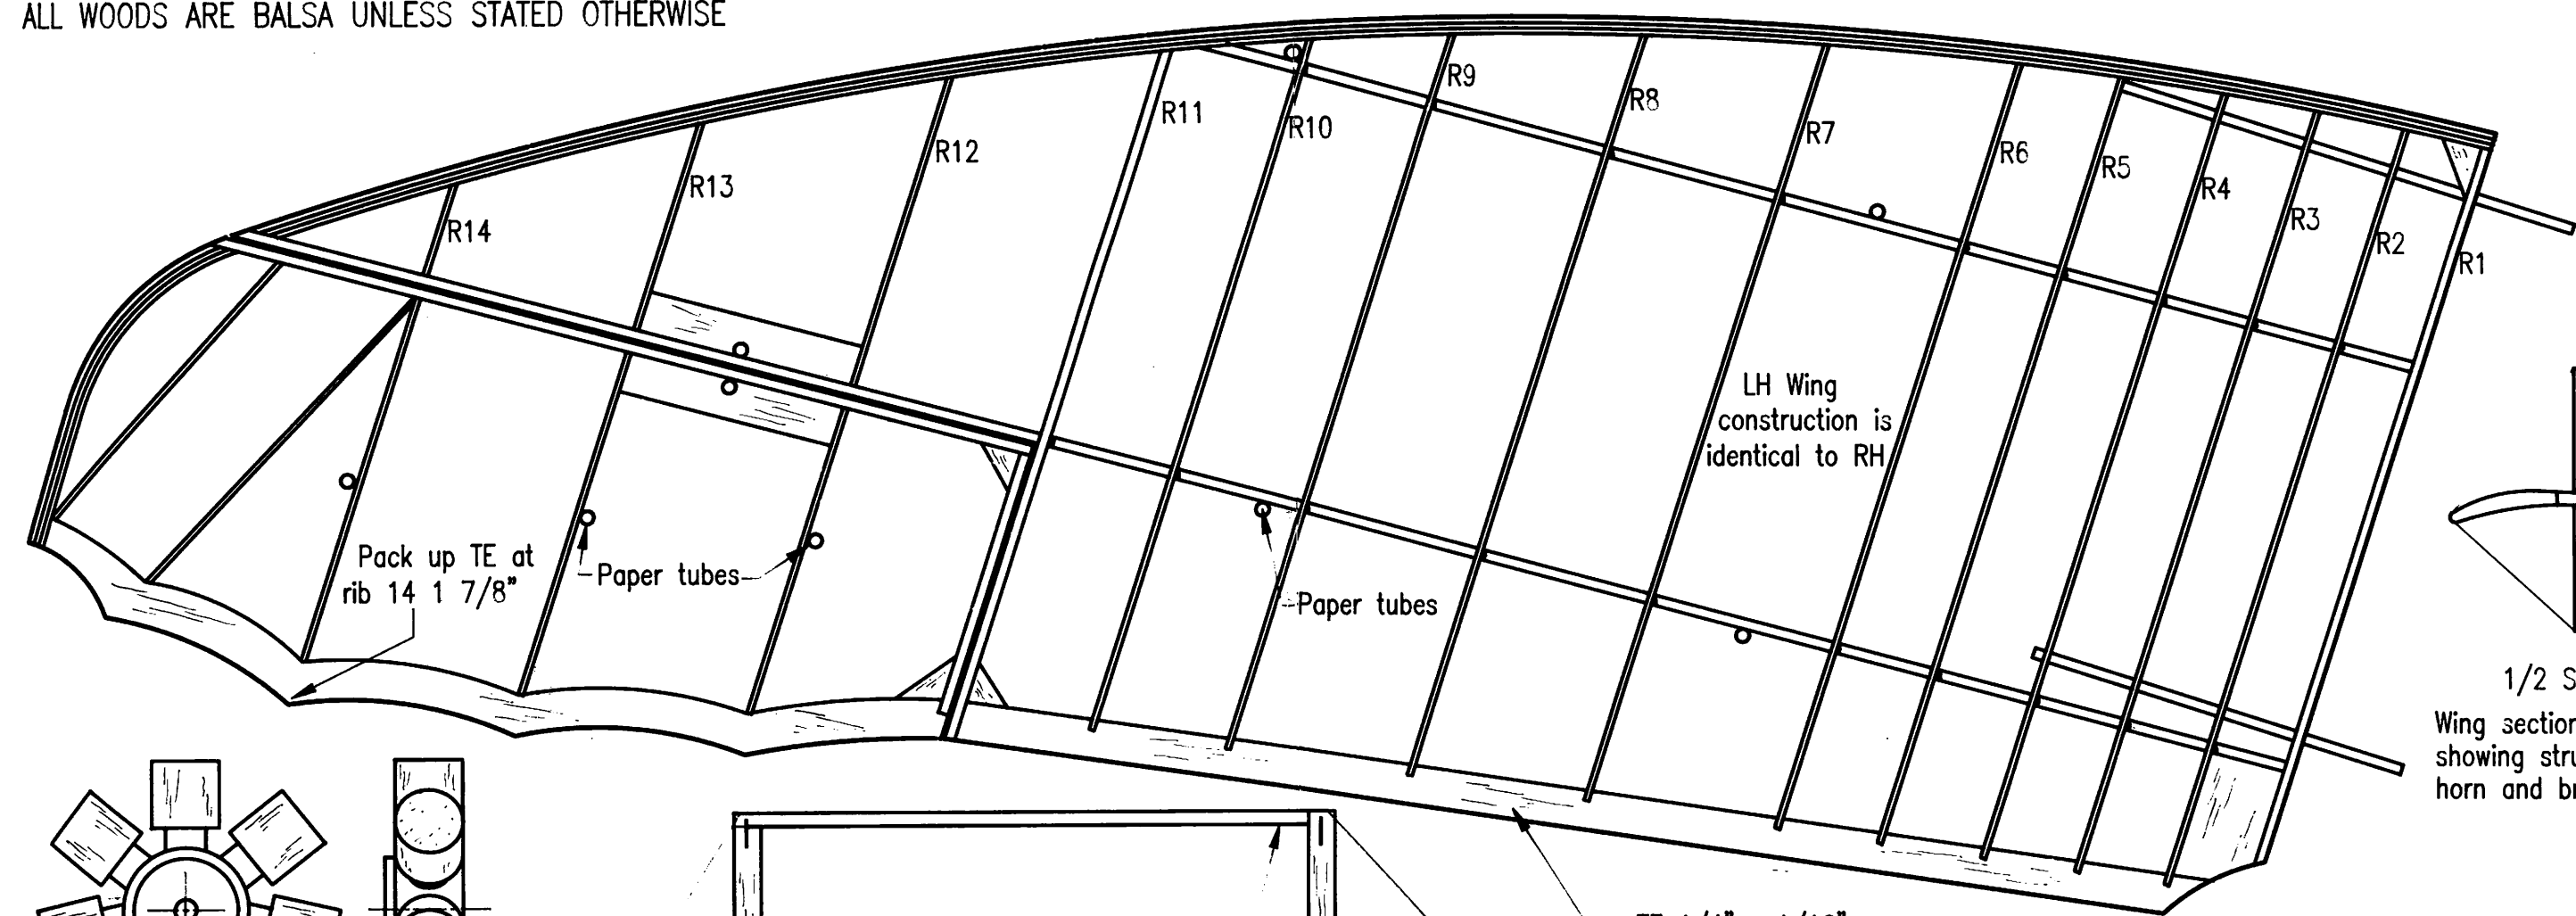 ALL WOODS ARE BALSA UNLESS STATED OTHERWISE
R14
R13
R12
R11
R10
R9
R8
R7
R6
R5
R4
R3
R2
R1
LH Wing
construction is
identical to RH
Pack up TE at
rib 14 1 7/8"
Paper tubes
Paper tubes
1/2 S
Wing section
showing stru
horn and br